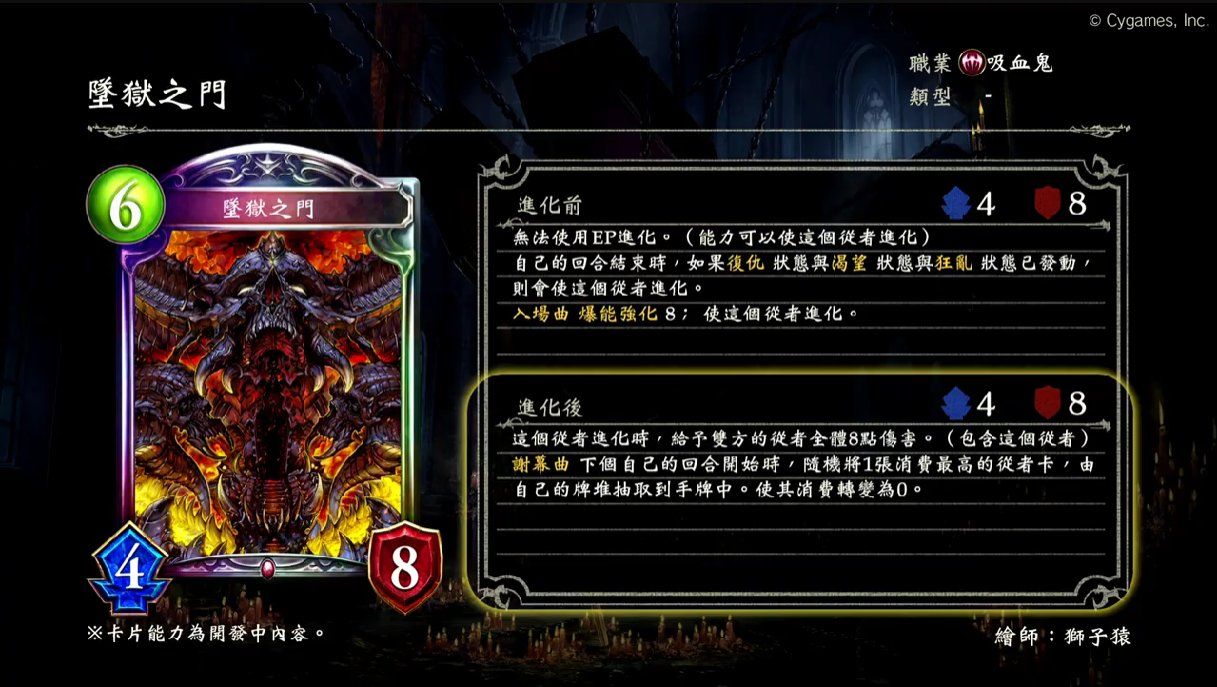 © Cygames, Inc.
墜獄之門
職業 吸血鬼
類型 -
6
墜獄之門
4
8
※卡片能力為開發中內容。
進化前 4 8
無法使用EP進化。（能力可以使這個從者進化）
自己的回合結束時，如果復仇 狀態與渴望 狀態與狂亂 狀態已發動，
則會使這個從者進化。
入場曲 爆能強化 8； 使這個從者進化。
進化後 4 8
這個從者進化時，給予雙方的從者全體8點傷害。（包含這個從者）
謝幕曲 下個自己的回合開始時，隨機將1張消費最高的從者卡，由
自己的牌堆抽取到手牌中。使其消費轉變為0。
繪師：獅子猿